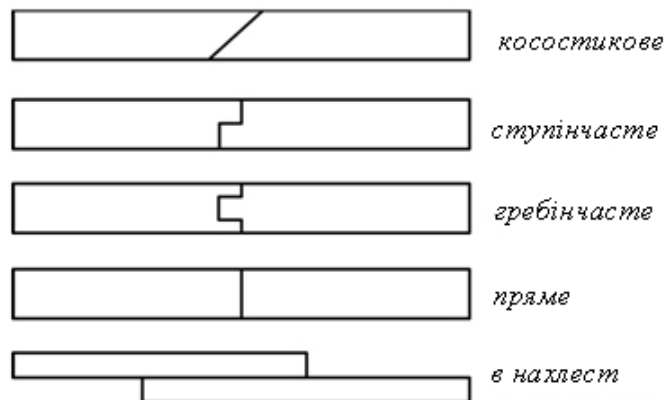 косостикове
ступінчасте
гребінчасте
пряме
в нахлест